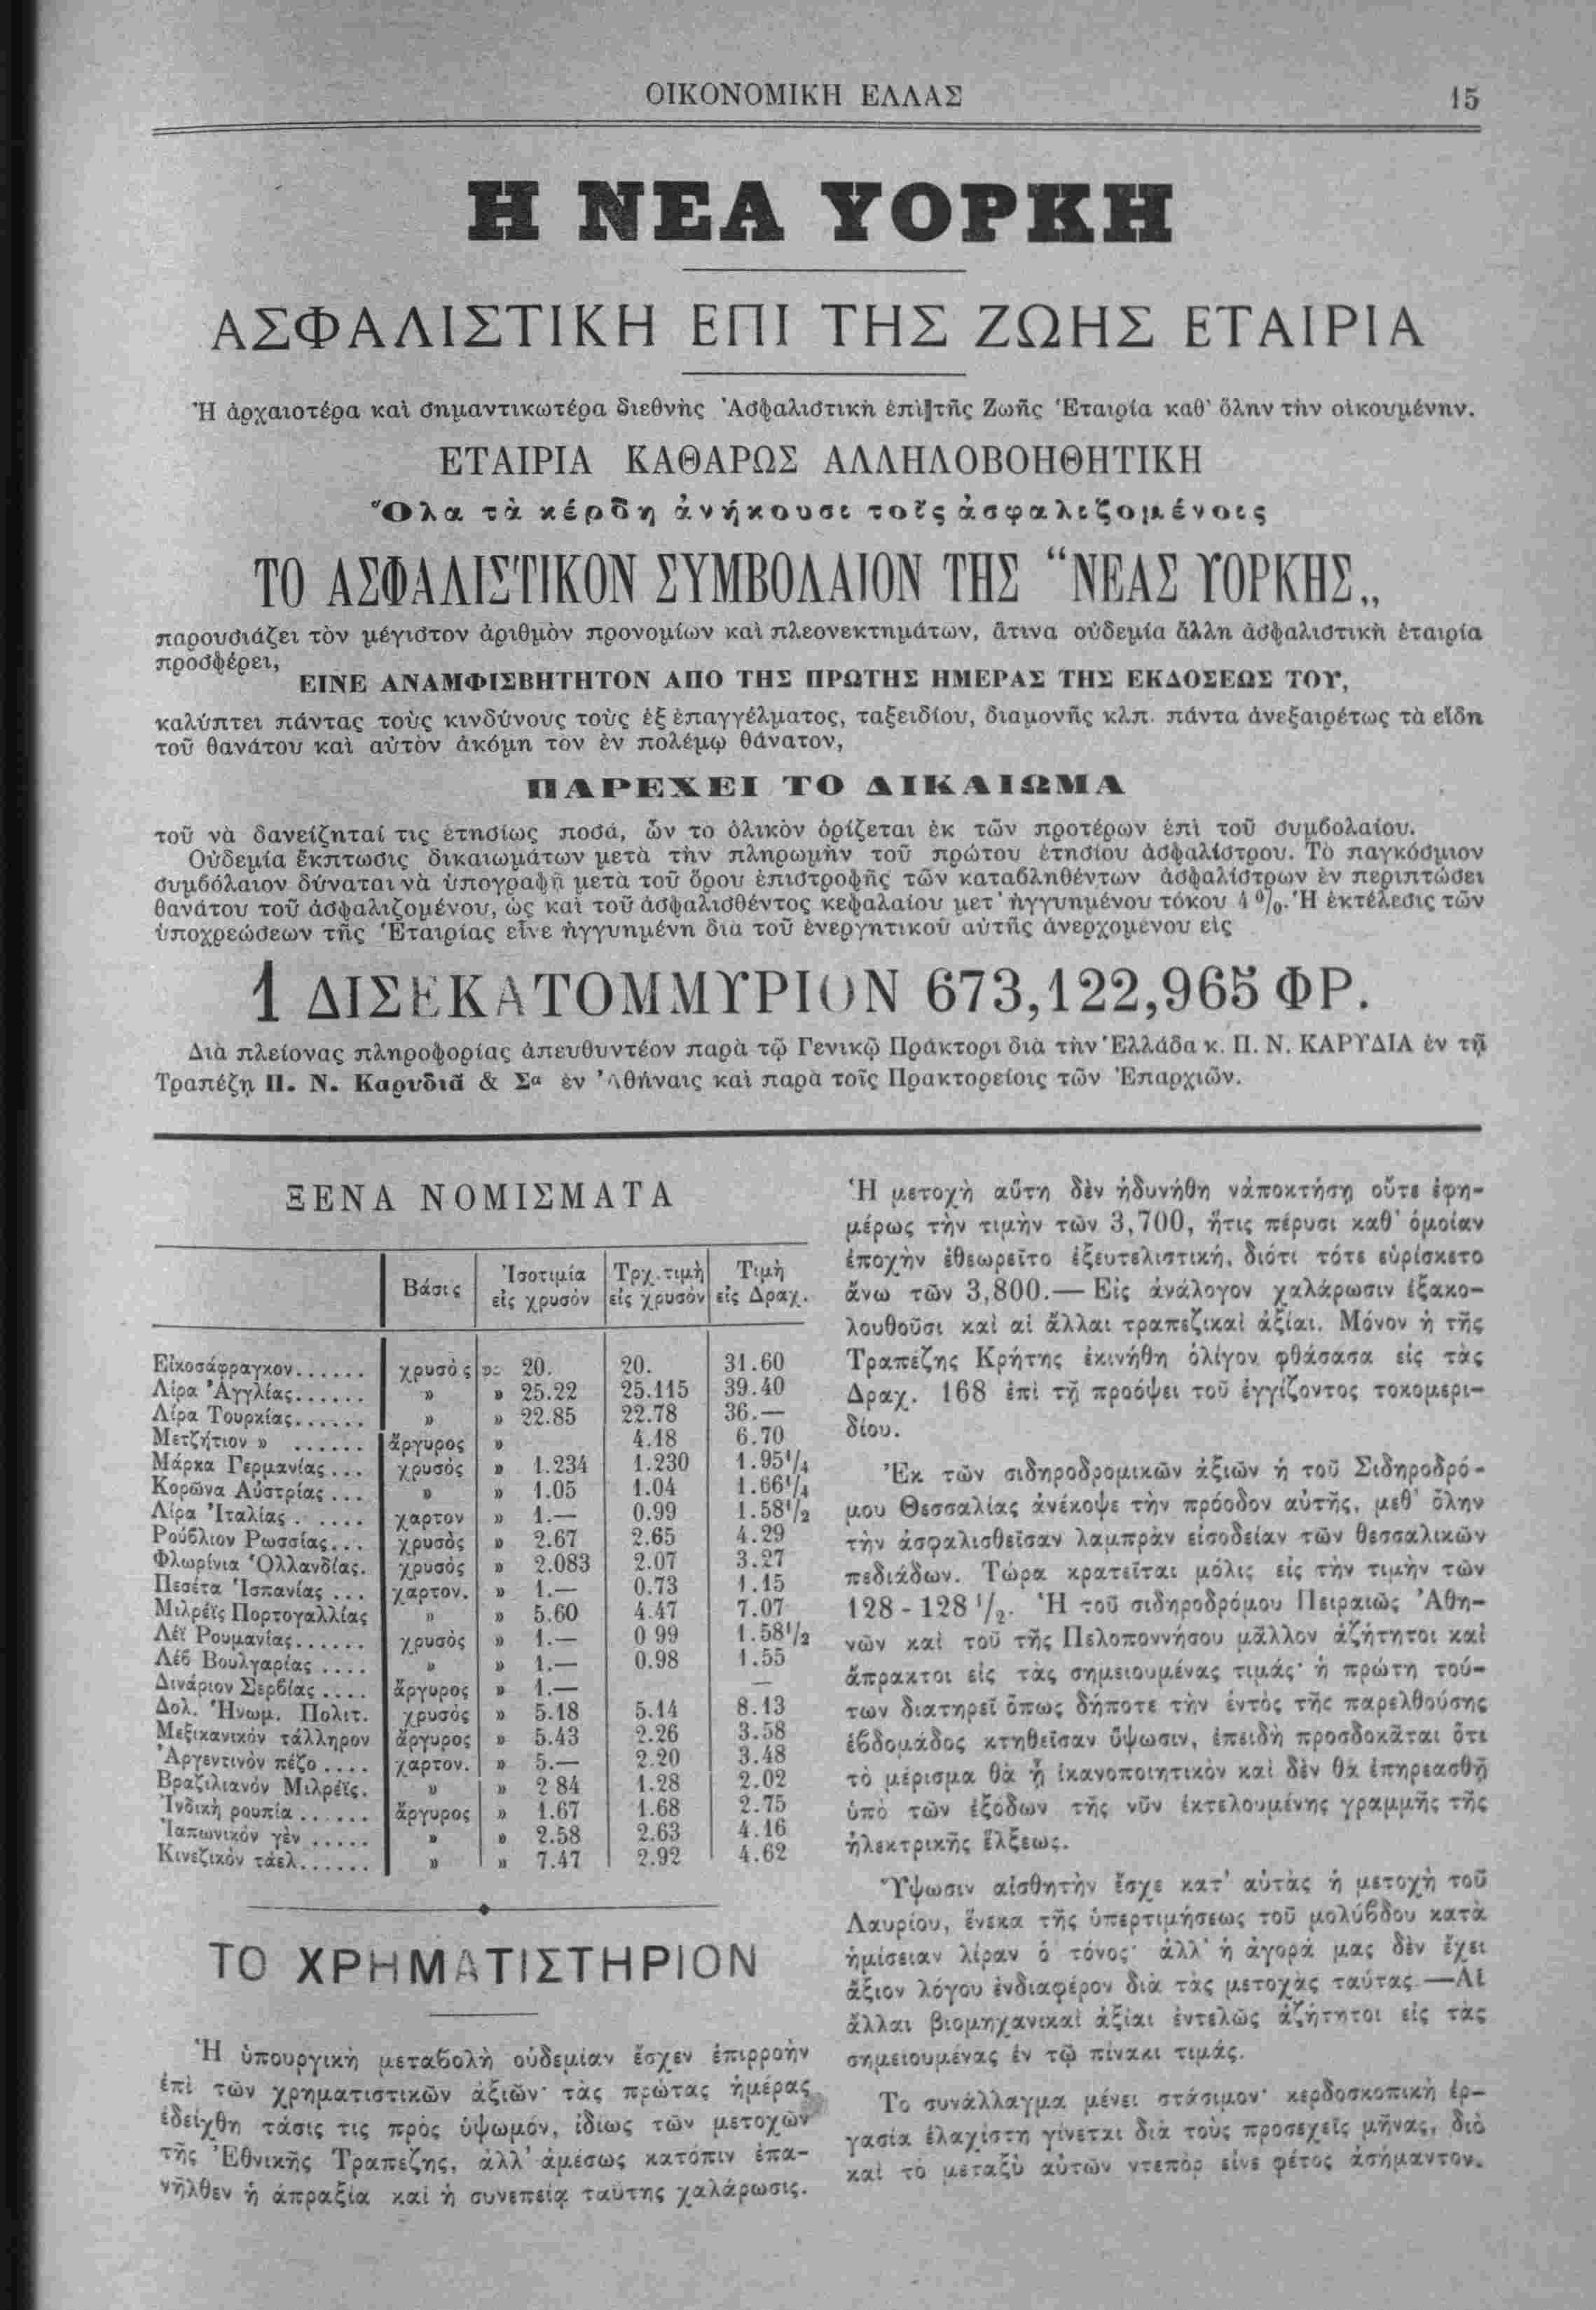 ΟΙΚΟΝΟΜΙΚΗ ΕΛΛΑΣ 15
Η ΝΕΑ ΥΟΡΚΗ
ΑΣΦΑΛΙΣΤΙΚΗ ΕΠΙ ΤΗΣ ΖΩΗΣ ΕΤΑΙΡΙΑ
Ἡ ἀρχαιοτέρα καὶ σημαντικωτέρα διεθνὴς Ἀσφαλιστικὴ ἐπὶ τῆς Ζωῆς Ἑταιρία καθ' ὅλην τὴν οἰκουμένην.
ΕΤΑΙΡΙΑ ΚΑΘΑΡΩΣ ΑΛΛΗΛΟΒΟΗΘΗΤΙΚΗ
Ὅλα τὰ κέρδη ἀνήκουσι τοῖς ἀσφαλιζομένοις
ΤΟ ΑΣΦΑΛΙΣΤΙΚΟΝ ΣΥΜΒΟΛΑΙΟΝ ΤΗΣ “ΝΕΑΣ ΥΟΡΚΗΣ„
παρουσιάζει τὸν μέγιστον ἀριθμὸν προνομίων καὶ πλεονεκτημάτων, ἅτινα οὐδεμία ἄλλη ἀσφαλιστικὴ ἑταιρία
προσφέρει,
ΕΙΝΕ ΑΝΑΜΦΙΣΒΗΤΗΤΟΝ ΑΠΟ ΤΗΣ ΠΡΩΤΗΣ ΗΜΕΡΑΣ ΤΗΣ ΕΚΔΟΣΕΩΣ ΤΟΥ,
καλύπτει πάντας τοὺς κινδύνους τοὺς ἐξ ἐπαγγέλματος, ταξειδίου, διαμονῆς κλπ. πάντα ἀνεξαιρέτως τὰ εἴδη
τοῦ θανάτου καὶ αὐτὸν ἀκόμη τὸν ἐν πολέμῳ θάνατον,
ΠΑΡΕΧΕΙ ΤΟ ΔΙΚΑΙΩΜΑ
τοῦ νὰ δανείζηταί τις ἐτησίως ποσά, ὧν το ὁλικὸν ὁρίζεται ἐκ τῶν προτέρων ἐπὶ τοῦ συμβολαίου.
Οὐδεμία ἔκπτωσις δικαιωμάτων μετὰ τὴν πληρωμὴν τοῦ πρώτου ἐτησίου ἀσφαλίστρου. Τὸ παγκόσμιον
συμβόλαιον δύναται νὰ ὑπογραφῇ μετὰ τοῦ ὅρου ἐπιστροφῆς τῶν καταβληθέντων ἀσφαλίστρων ἐν περιπτώσει
θανάτου τοῦ ἀσφαλιζομένου, ὡς καὶ τοῦ ἀσφαλισθέντος κεφαλαίου μετ' ἠγγυημένου τόκου 4 %. Ἡ ἐκτέλεσις τῶν
ὑποχρεώσεων τῆς Ἑταιρίας εἶνε ἠγγυημένη διὰ τοῦ ἐνεργητικοῦ αὐτῆς ἀνερχομένου εἰς
1 ΔΙΣΕΚΑΤΟΜΜΥΡΙΟΝ 673,122,965 ΦΡ.
Διὰ πλείονας πληροφορίας ἀπευθυντέον παρὰ τῷ Γενικῷ Πράκτορι διὰ τὴν Ἑλλάδα κ. Π. Ν. ΚΑΡΥΔΙΑ ἐν τῇ
Τραπέζῃ Π. Ν. Καρυδιᾶ & Σα ἐν Ἀθήναις καὶ παρὰ τοῖς Πρακτορείοις τῶν Ἐπαρχιῶν.
ΞΕΝΑ ΝΟΜΙΣΜΑΤΑ
Βάσις Ἰσοτιμία εἰς χρυσόν Τρχ. τιμὴ εἰς χρυσόν Τιμὴ εἰς Δραχ.
Εἰκοσάφραγκον...... χρυσὸς 20. 20. 31.60
Λίρα Ἀγγλίας...... » » 25.22 25.115 39.40
Λίρα Τουρκίας...... » » 22.85 22.78 36.—
Μετζήτιον » ...... ἄργυρος » 4.18 6.70
Μάρκα Γερμανίας... χρυσός » 1.234 1.230 1.95 1/4
Κορῶνα Αὐστρίας... » » 1.05 1.04 1.66 1/4
Λίρα Ἰταλίας . .... χαρτον » 1.— 0.99 1.58 1/2
Ρούβλιον Ρωσσίας... χρυσὸς » 2.67 2.65 4.29
Φλωρίνια Ὁλλανδίας. χρυσός » 2.083 2.07 3.27
Πεσέτα Ἱσπανίας ... χαρτον. » 1.— 0.73 1.15
Μιλρέϊς Πορτογαλλίας » » 5.60 4.47 7.07
Λέϊ Ρουμανίας...... χρυσὸς » 1.— 0 99 1.58 1/2
Λὲβ Βουλγαρίας .... » » 1.— 0.98 1.55
Δινάριον Σερβίας .... ἄργυρος » 1.— —
Δολ. Ἡνωμ. Πολιτ. χρυσός » 5.18 5.14 8.13
Μεξικανικὸν τάλληρον ἄργυρος » 5.43 2.26 3.58
Ἀργεντινὸν πέζο .... χαρτον. » 5.— 2.20 3.48
Βραζιλιανόν Μιλρέϊς. » » 2 84 1.28 2.02
Ἰνδικὴ ρουπία ...... ἄργυρος » 1.67 1.68 2.75
Ἰαπωνικόν γὲν ..... » » 2.58 2.63 4.16
Κινεζικὸν τάελ...... » » 7.47 2.92 4.62
ΤΟ ΧΡΗΜΑΤΙΣΤΗΡΙΟΝ
Ἡ ὑπουργικὴ μεταβολὴ οὐδεμίαν ἔσχεν ἐπιρροὴν
ἐπὶ τῶν χρηματιστικῶν ἀξιῶν· τὰς πρώτας ἡμέρας
ἐδείχθη τάσις τις πρὸς ὑψωμόν, ἰδίως τῶν μετοχῶν
τῆς Ἐθνικῆς Τραπέζης, ἀλλ' ἀμέσως κατόπιν ἐπα-
νῆλθεν ἡ ἀπραξία καὶ ἡ συνεπείᾳ ταύτης χαλάρωσις.
Ἡ μετοχὴ αὕτη δὲν ἠδυνήθη νἀποκτήσῃ οὔτε ἐφη-
μέρως τὴν τιμὴν τῶν 3,700, ἥτις πέρυσι καθ' ὁμοίαν
ἐποχὴν ἐθεωρεῖτο ἐξευτελιστική, διότι τότε εὑρίσκετο
ἄνω τῶν 3,800.— Εἰς ἀνάλογον χαλάρωσιν ἐξακο-
λουθοῦσι καὶ αἱ ἄλλαι τραπεζικαὶ ἀξίαι. Μόνον ἡ τῆς
Τραπέζης Κρήτης ἐκινήθη ὀλίγον φθάσασα εἰς τὰς
Δραχ. 168 ἐπὶ τῇ προόψει τοῦ ἐγγίζοντος τοκομερι-
δίου.
Ἐκ τῶν σιδηροδρομικῶν ἀξιῶν ἡ τοῦ Σιδηροδρό-
μου Θεσσαλίας ἀνέκοψε τὴν πρόοδον αὐτῆς, μεθ' ὅλην
τὴν ἀσφαλισθεῖσαν λαμπρὰν εἰσοδείαν τῶν θεσσαλικῶν
πεδιάδων. Τώρα κρατεῖται μόλις εἰς τὴν τιμὴν τῶν
128 - 128 1/2. Ἡ τοῦ σιδηροδρόμου Πειραιῶς Ἀθη-
νῶν καὶ τοῦ τῆς Πελοποννήσου μᾶλλον ἀζήτητοι καὶ
ἄπρακτοι εἰς τὰς σημειουμένας τιμάς· ἡ πρώτη τού-
των διατηρεῖ ὅπως δήποτε τὴν ἐντὸς τῆς παρελθούσης
ἑβδομάδος κτηθεῖσαν ὕψωσιν, ἐπειδὴ προσδοκᾶται ὅτι
τὸ μέρισμα θὰ ᾖ ἱκανοποιητικὸν καὶ δὲν θὰ ἐπηρεασθῇ
ὑπὸ τῶν ἐξόδων τῆς νῦν ἐκτελουμένης γραμμῆς τῆς
ἠλεκτρικῆς ἕλξεως.
Ὕψωσιν αἰσθητὴν ἔσχε κατ' αὐτὰς ἡ μετοχὴ τοῦ
Λαυρίου, ἕνεκα τῆς ὑπερτιμήσεως τοῦ μολύβδου κατὰ
ἡμίσειαν λίραν ὁ τόνος· ἀλλ' ἡ ἀγορά μας δὲν ἔχει
ἄξιον λόγου ἐνδιαφέρον διὰ τὰς μετοχὰς ταύτας.—Αἱ
ἄλλαι βιομηχανικαὶ ἀξίαι ἐντελῶς ἀζήτητοι εἰς τὰς
σημειουμένας ἐν τῷ πίνακι τιμάς.
Τὸ συνάλλαγμα μένει στάσιμον· κερδοσκοπικὴ ἐρ-
γασία ἐλαχίστη γίνεται διὰ τοὺς προσεχεῖς μῆνας, διὸ
καὶ τὸ μεταξὺ αὐτῶν ντεπὸρ εἶνε φέτος ἀσήμαντον.